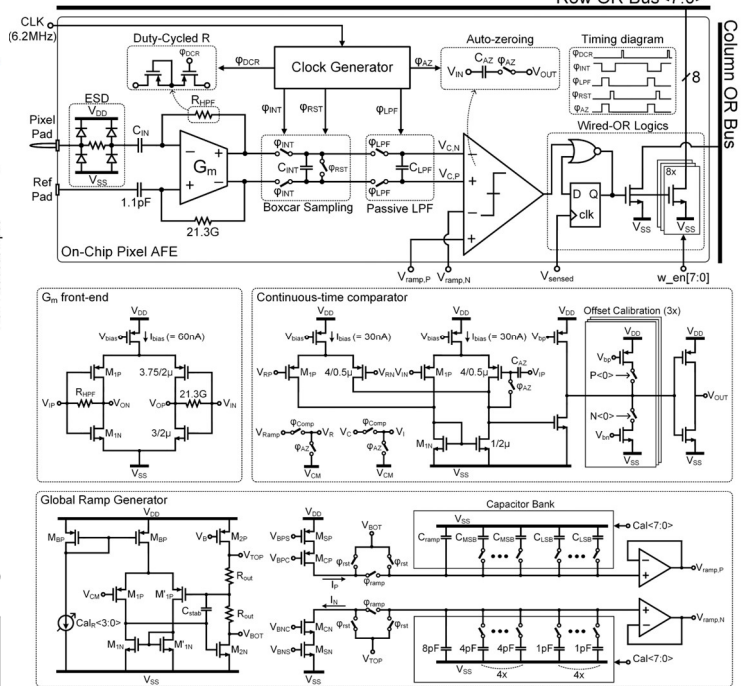 Row OR Bus <7:0>
CLK
(6.2MHz)
Duty-Cycled R
φDCR
φDCR
Clock Generator
φAZ
Auto-zeroing
VIN CAZ φAZ VOUT
Timing diagram
φDCR
φINT
φLPF
φRST
φAZ
8
Column OR Bus
ESD
VDD
VSS
RHPF
φINT φRST φLPF
Pixel
Pad
Ref
Pad
CIN
Gm
1.1pF
21.3G
φINT
CINT
φRST
φINT
Boxcar Sampling
φLPF
CLPF
φLPF
Passive LPF
VC,N
VC,P
Wired-OR Logics
D Q
clk
8x
VSS
VSS
On-Chip Pixel AFE
Vramp,P Vramp,N
Vsensed
w_en[7:0]
Gm front-end
VDD
Vbias
Ibias (= 60nA)
M1P
3.75/2μ
RHPF
VIP
VON
VOP
21.3G
VIN
M1N
3/2μ
VSS
Continuous-time comparator
VDD
Vbias
Ibias (= 30nA)
Vbias
Ibias (= 30nA)
Vbp
VRP
M1P
4/0.5μ
VRN
VIN
M1P
4/0.5μ
CAZ
VIP
φAZ
VRamp φComp VR
φAZ
VCM
VC φComp VI
φAZ
VCM
M1N
1/2μ
VSS
Offset Calibration (3x)
VDD
Vbp
P<0>
N<0>
Vbn
VSS
VDD
VOUT
VSS
Global Ramp Generator
VDD
MBP
MBP
VB
M2P
VTOP
Rout
VCM
M1P
M'1P
Cstab
Rout
VBOT
CalR<3:0>
M1N
M'1N
M2N
VSS
VDD
VBPS
MSP
VBPC
MCP
VBOT
φrst
φrst
φramp
IP
IN
φramp
VBNC
MCN
φrst
φrst
VBNS
MSN
VTOP
VSS
Capacitor Bank
VSS
Cal<7:0>
Cramp CMSB CMSB CLSB CLSB
Vramp,P
Vramp,N
8pF 4pF 4pF 1pF 1pF
VSS
4x
4x
Cal<7:0>